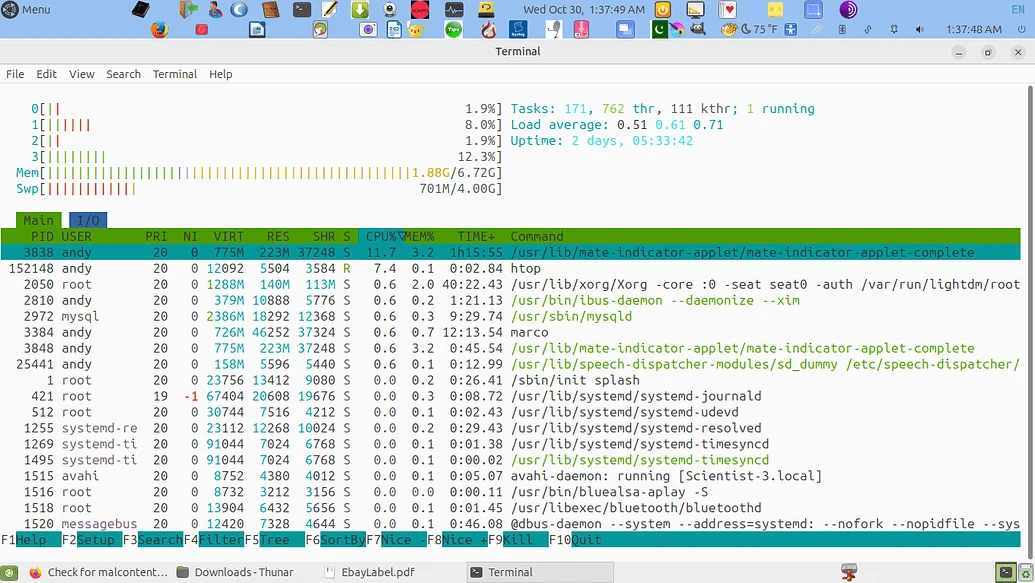 Menu
Wed Oct 30, 1:37:49 AM
EN
Tips
75 °F
1:37:48 AM
Terminal
File Edit View Search Terminal Help
0[|| 1.9%] Tasks: 171, 762 thr, 111 kthr; 1 running
1[|||||| 8.0%] Load average: 0.51 0.61 0.71
2[|| 1.9%] Uptime: 2 days, 05:33:42
3[|||||||| 12.3%]
Mem[|||||||||||||||||||||||||||||||||||||||||||||1.88G/6.72G]
Swp[|||||||||||| 701M/4.00G]
Main I/O
PID USER PRI NI VIRT RES SHR S CPU%▽MEM% TIME+ Command
3838 andy 20 0 775M 223M 37248 S 11.7 3.2 1h15:55 /usr/lib/mate-indicator-applet/mate-indicator-applet-complete
152148 andy 20 0 12092 5504 3584 R 7.4 0.1 0:02.84 htop
2050 root 20 0 1288M 140M 113M S 0.6 2.0 40:22.43 /usr/lib/xorg/Xorg -core :0 -seat seat0 -auth /var/run/lightdm/root
2810 andy 20 0 379M 10888 5776 S 0.6 0.2 1:21.13 /usr/bin/ibus-daemon --daemonize --xim
2972 mysql 20 0 2386M 18292 12368 S 0.6 0.3 9:29.74 /usr/sbin/mysqld
3384 andy 20 0 726M 46252 37324 S 0.6 0.7 12:13.54 marco
3848 andy 20 0 775M 223M 37248 S 0.6 3.2 0:45.54 /usr/lib/mate-indicator-applet/mate-indicator-applet-complete
25441 andy 20 0 158M 5596 5440 S 0.6 0.1 0:12.99 /usr/lib/speech-dispatcher-modules/sd_dummy /etc/speech-dispatcher/
1 root 20 0 23756 13412 9080 S 0.0 0.2 0:26.41 /sbin/init splash
421 root 19 -1 67404 20608 19676 S 0.0 0.3 0:08.72 /usr/lib/systemd/systemd-journald
512 root 20 0 30744 7516 4212 S 0.0 0.1 0:02.43 /usr/lib/systemd/systemd-udevd
1255 systemd-re 20 0 23112 12268 10024 S 0.0 0.2 0:29.43 /usr/lib/systemd/systemd-resolved
1269 systemd-ti 20 0 91044 7024 6768 S 0.0 0.1 0:01.38 /usr/lib/systemd/systemd-timesyncd
1495 systemd-ti 20 0 91044 7024 6768 S 0.0 0.1 0:00.02 /usr/lib/systemd/systemd-timesyncd
1515 avahi 20 0 8752 4380 4012 S 0.0 0.1 0:05.07 avahi-daemon: running [Scientist-3.local]
1516 root 20 0 8732 3212 3156 S 0.0 0.0 0:00.11 /usr/bin/bluealsa-aplay -S
1518 root 20 0 13904 6432 5656 S 0.0 0.1 0:01.45 /usr/libexec/bluetooth/bluetoothd
1520 messagebus 20 0 12420 7328 4644 S 0.0 0.1 0:46.08 @dbus-daemon --system --address=systemd: --nofork --nopidfile --sys
F1Help F2Setup F3SearchF4FilterF5Tree F6SortByF7Nice -F8Nice +F9Kill F10Quit
Check for malconten... Downloads - Thunar EbayLabel.pdf Terminal